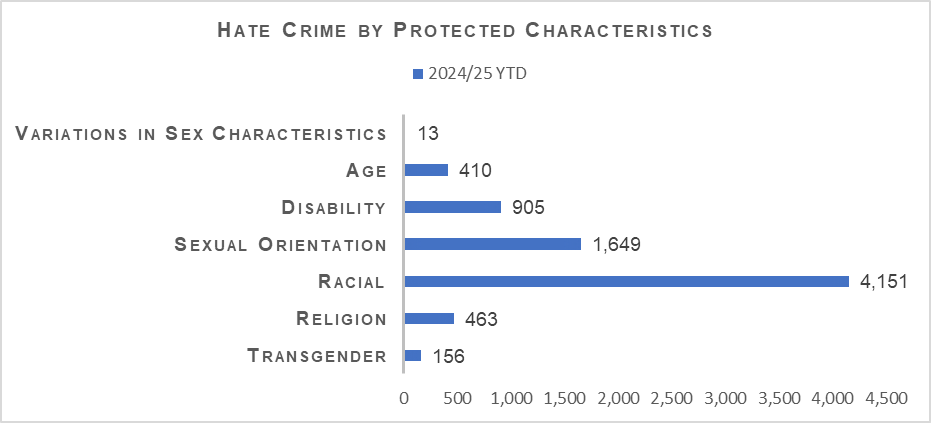 Hate Crime by Protected Characteristics
2024/25 YTD
Variations in Sex Characteristics 13
Age 410
Disability 905
Sexual Orientation 1,649
Racial 4,151
Religion 463
Transgender 156
0 500 1,000 1,500 2,000 2,500 3,000 3,500 4,000 4,500